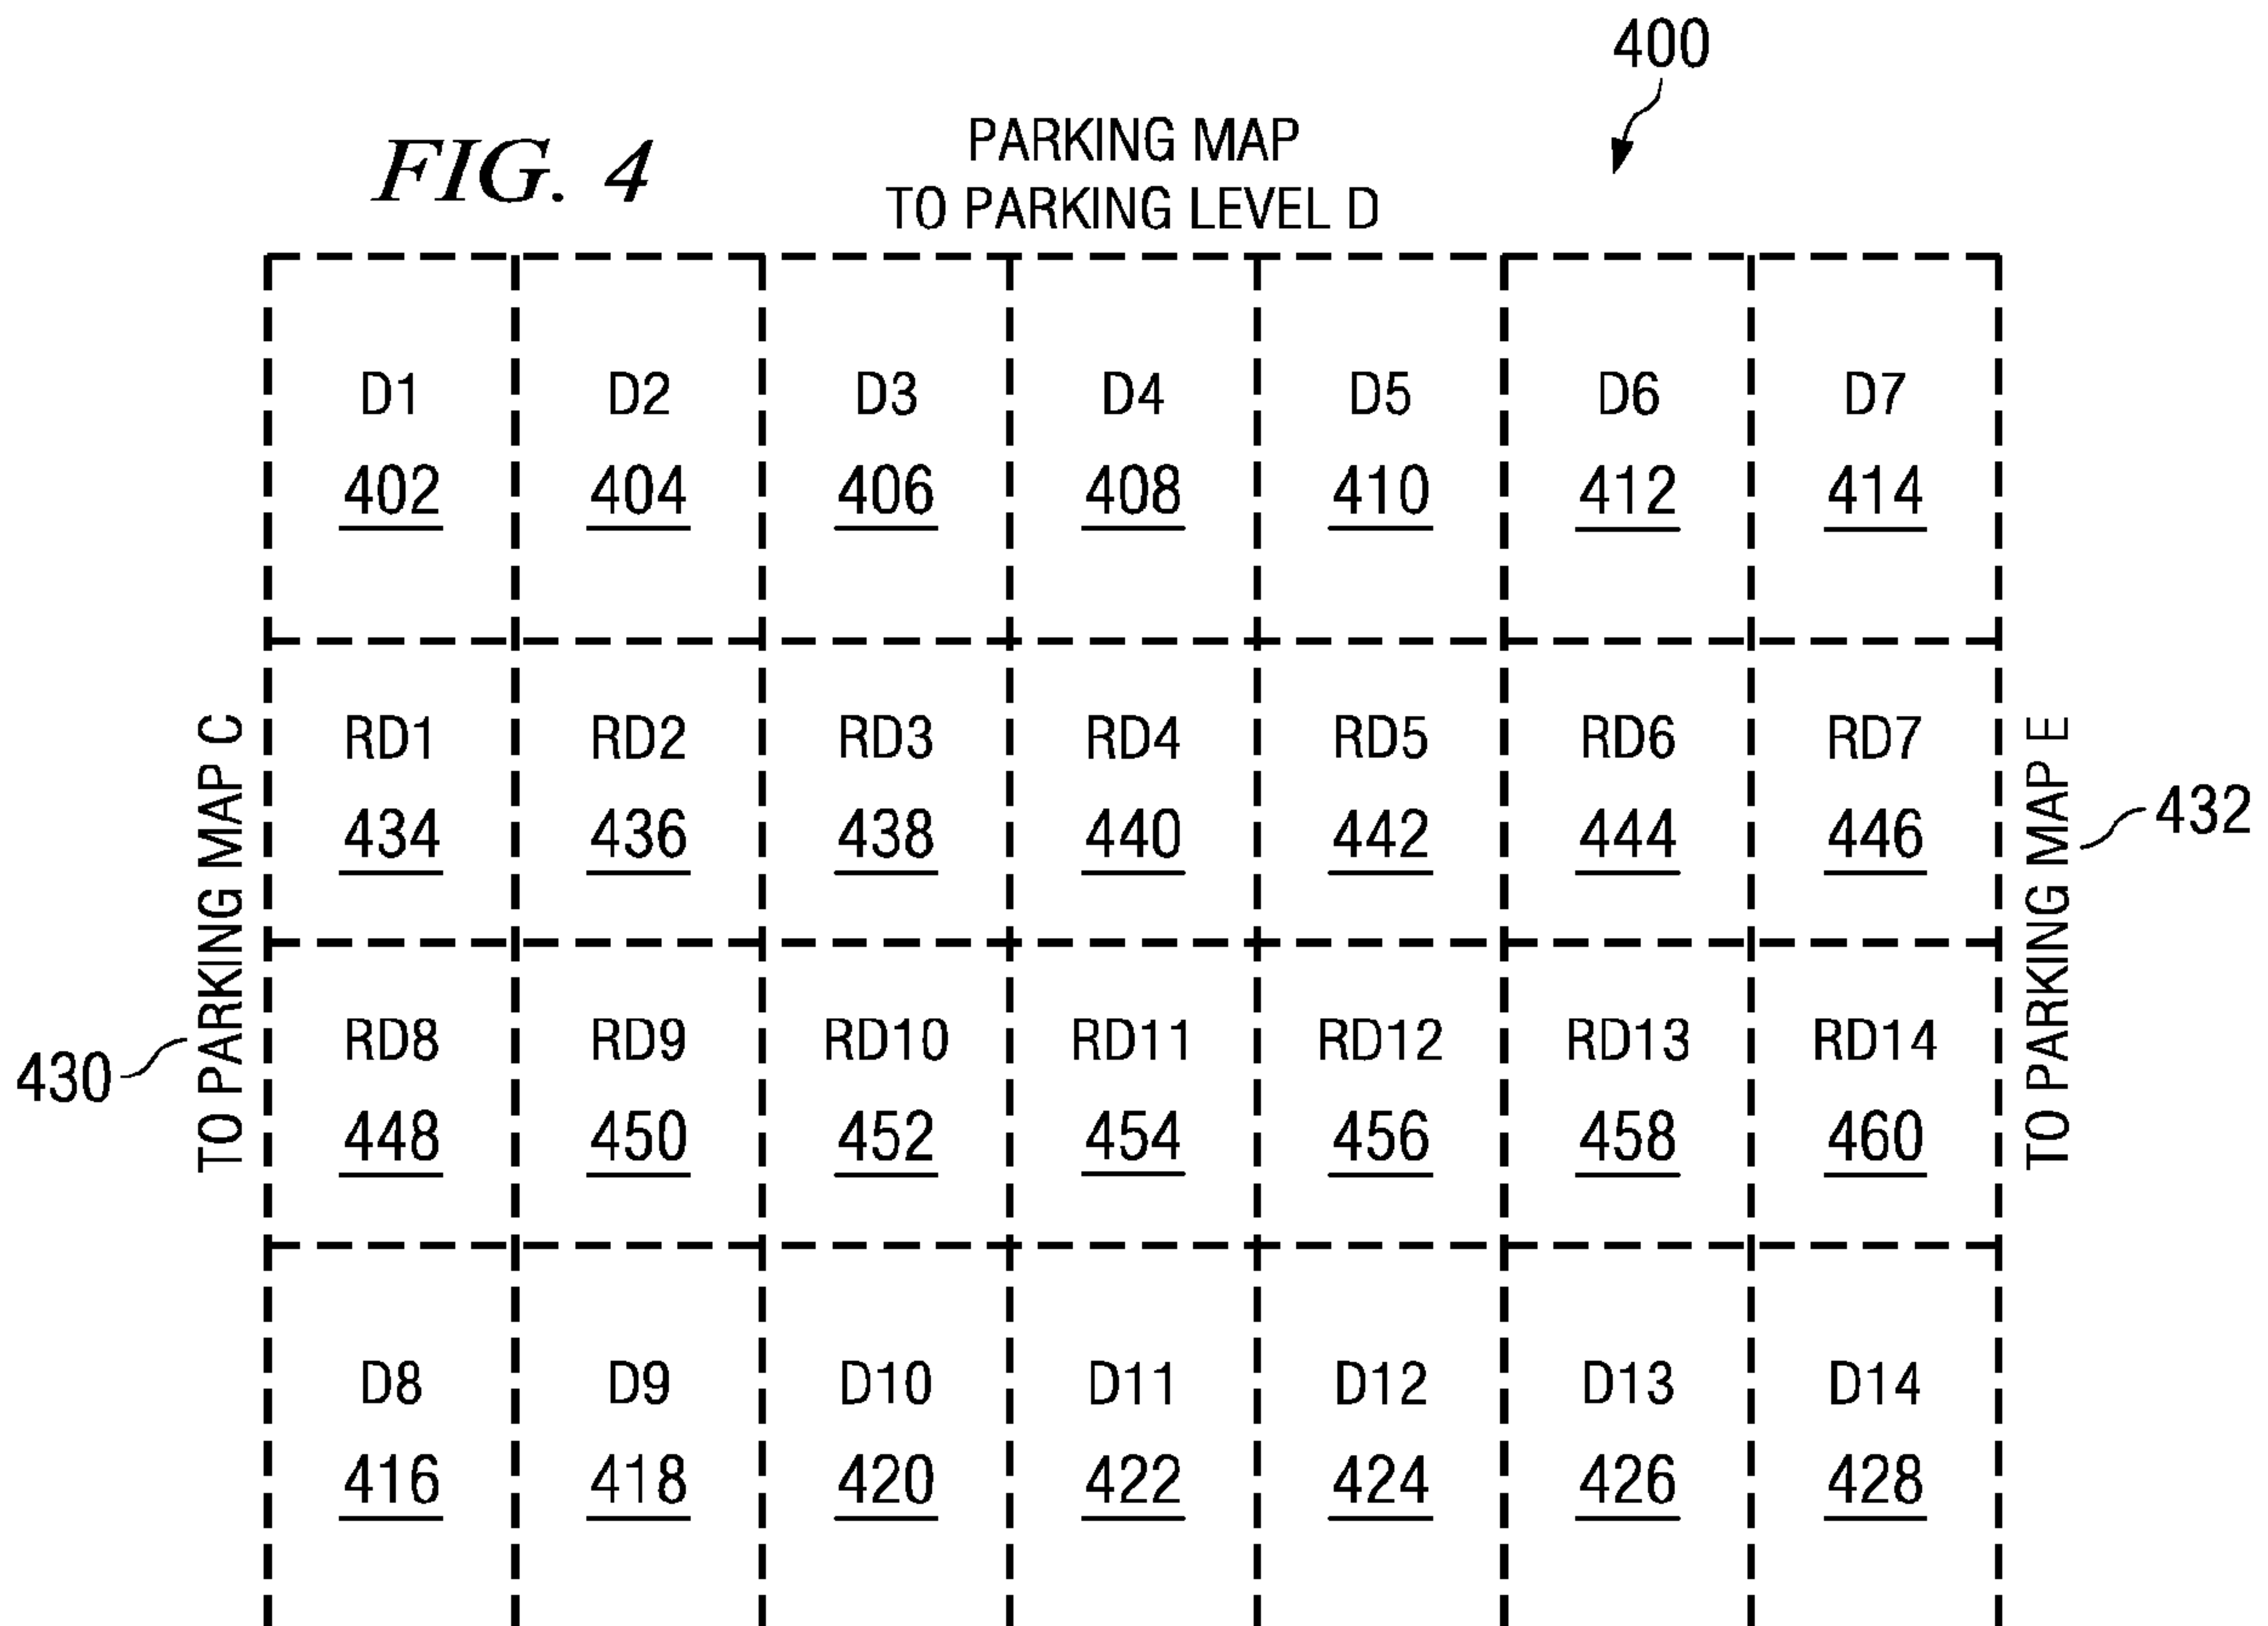 400
FIG. 4
PARKING MAP
TO PARKING LEVEL D
D1 D2 D3 D4 D5 D6 D7
402 404 406 408 410 412 414
TO PARKING MAP C
RD1 RD2 RD3 RD4 RD5 RD6 RD7
434 436 438 440 442 444 446
TO PARKING MAP E
432
430
RD8 RD9 RD10 RD11 RD12 RD13 RD14
448 450 452 454 456 458 460
D8 D9 D10 D11 D12 D13 D14
416 418 420 422 424 426 428